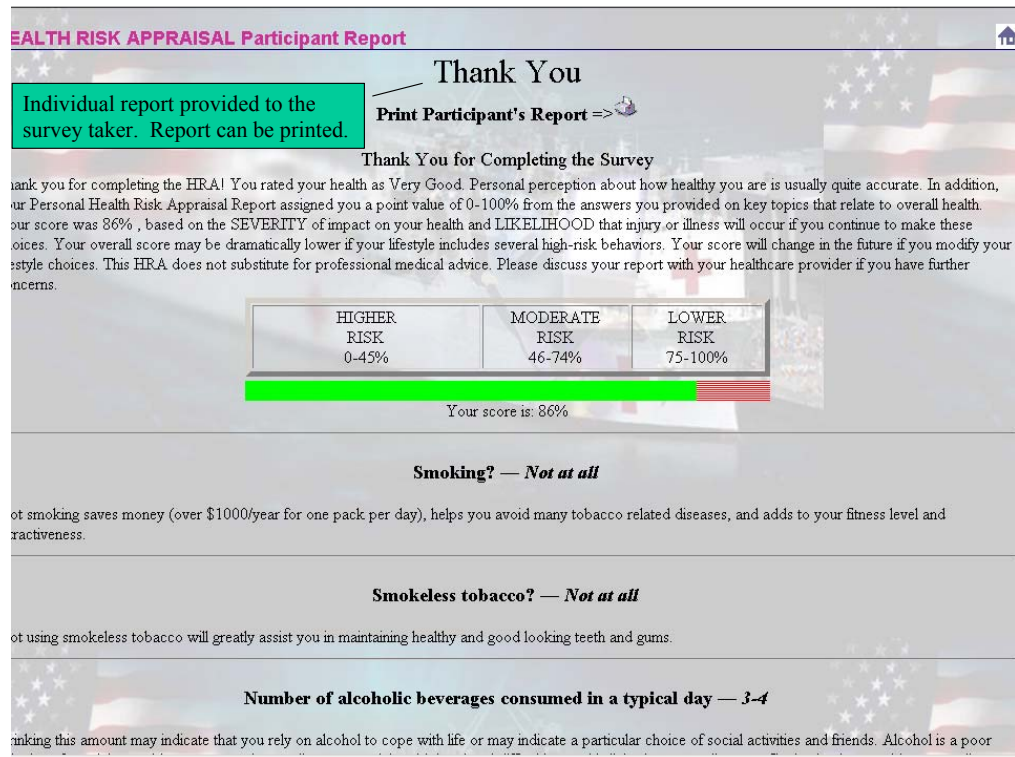 EALTH RISK APPRAISAL Participant Report
Thank You
Individual report provided to the
survey taker. Report can be printed.
Print Participant's Report =>
Thank You for Completing the Survey
ank you for completing the HRA! You rated your health as Very Good. Personal perception about how healthy you are is usually quite accurate. In addition,
ur Personal Health Risk Appraisal Report assigned you a point value of 0-100% from the answers you provided on key topics that relate to overall health.
our score was 86% , based on the SEVERITY of impact on your health and LIKELIHOOD that injury or illness will occur if you continue to make these
oices. Your overall score may be dramatically lower if your lifestyle includes several high-risk behaviors. Your score will change in the future if you modify your
estyle choices. This HRA does not substitute for professional medical advice. Please discuss your report with your healthcare provider if you have further
ncerns.
HIGHER MODERATE LOWER
RISK RISK RISK
0-45% 46-74% 75-100%
Your score is: 86%
Smoking? — Not at all
ot smoking saves money (over $1000/year for one pack per day), helps you avoid many tobacco related diseases, and adds to your fitness level and
ractiveness.
Smokeless tobacco? — Not at all
ot using smokeless tobacco will greatly assist you in maintaining healthy and good looking teeth and gums.
Number of alcoholic beverages consumed in a typical day — 3-4
rinking this amount may indicate that you rely on alcohol to cope with life or may indicate a particular choice of social activities and friends. Alcohol is a poor